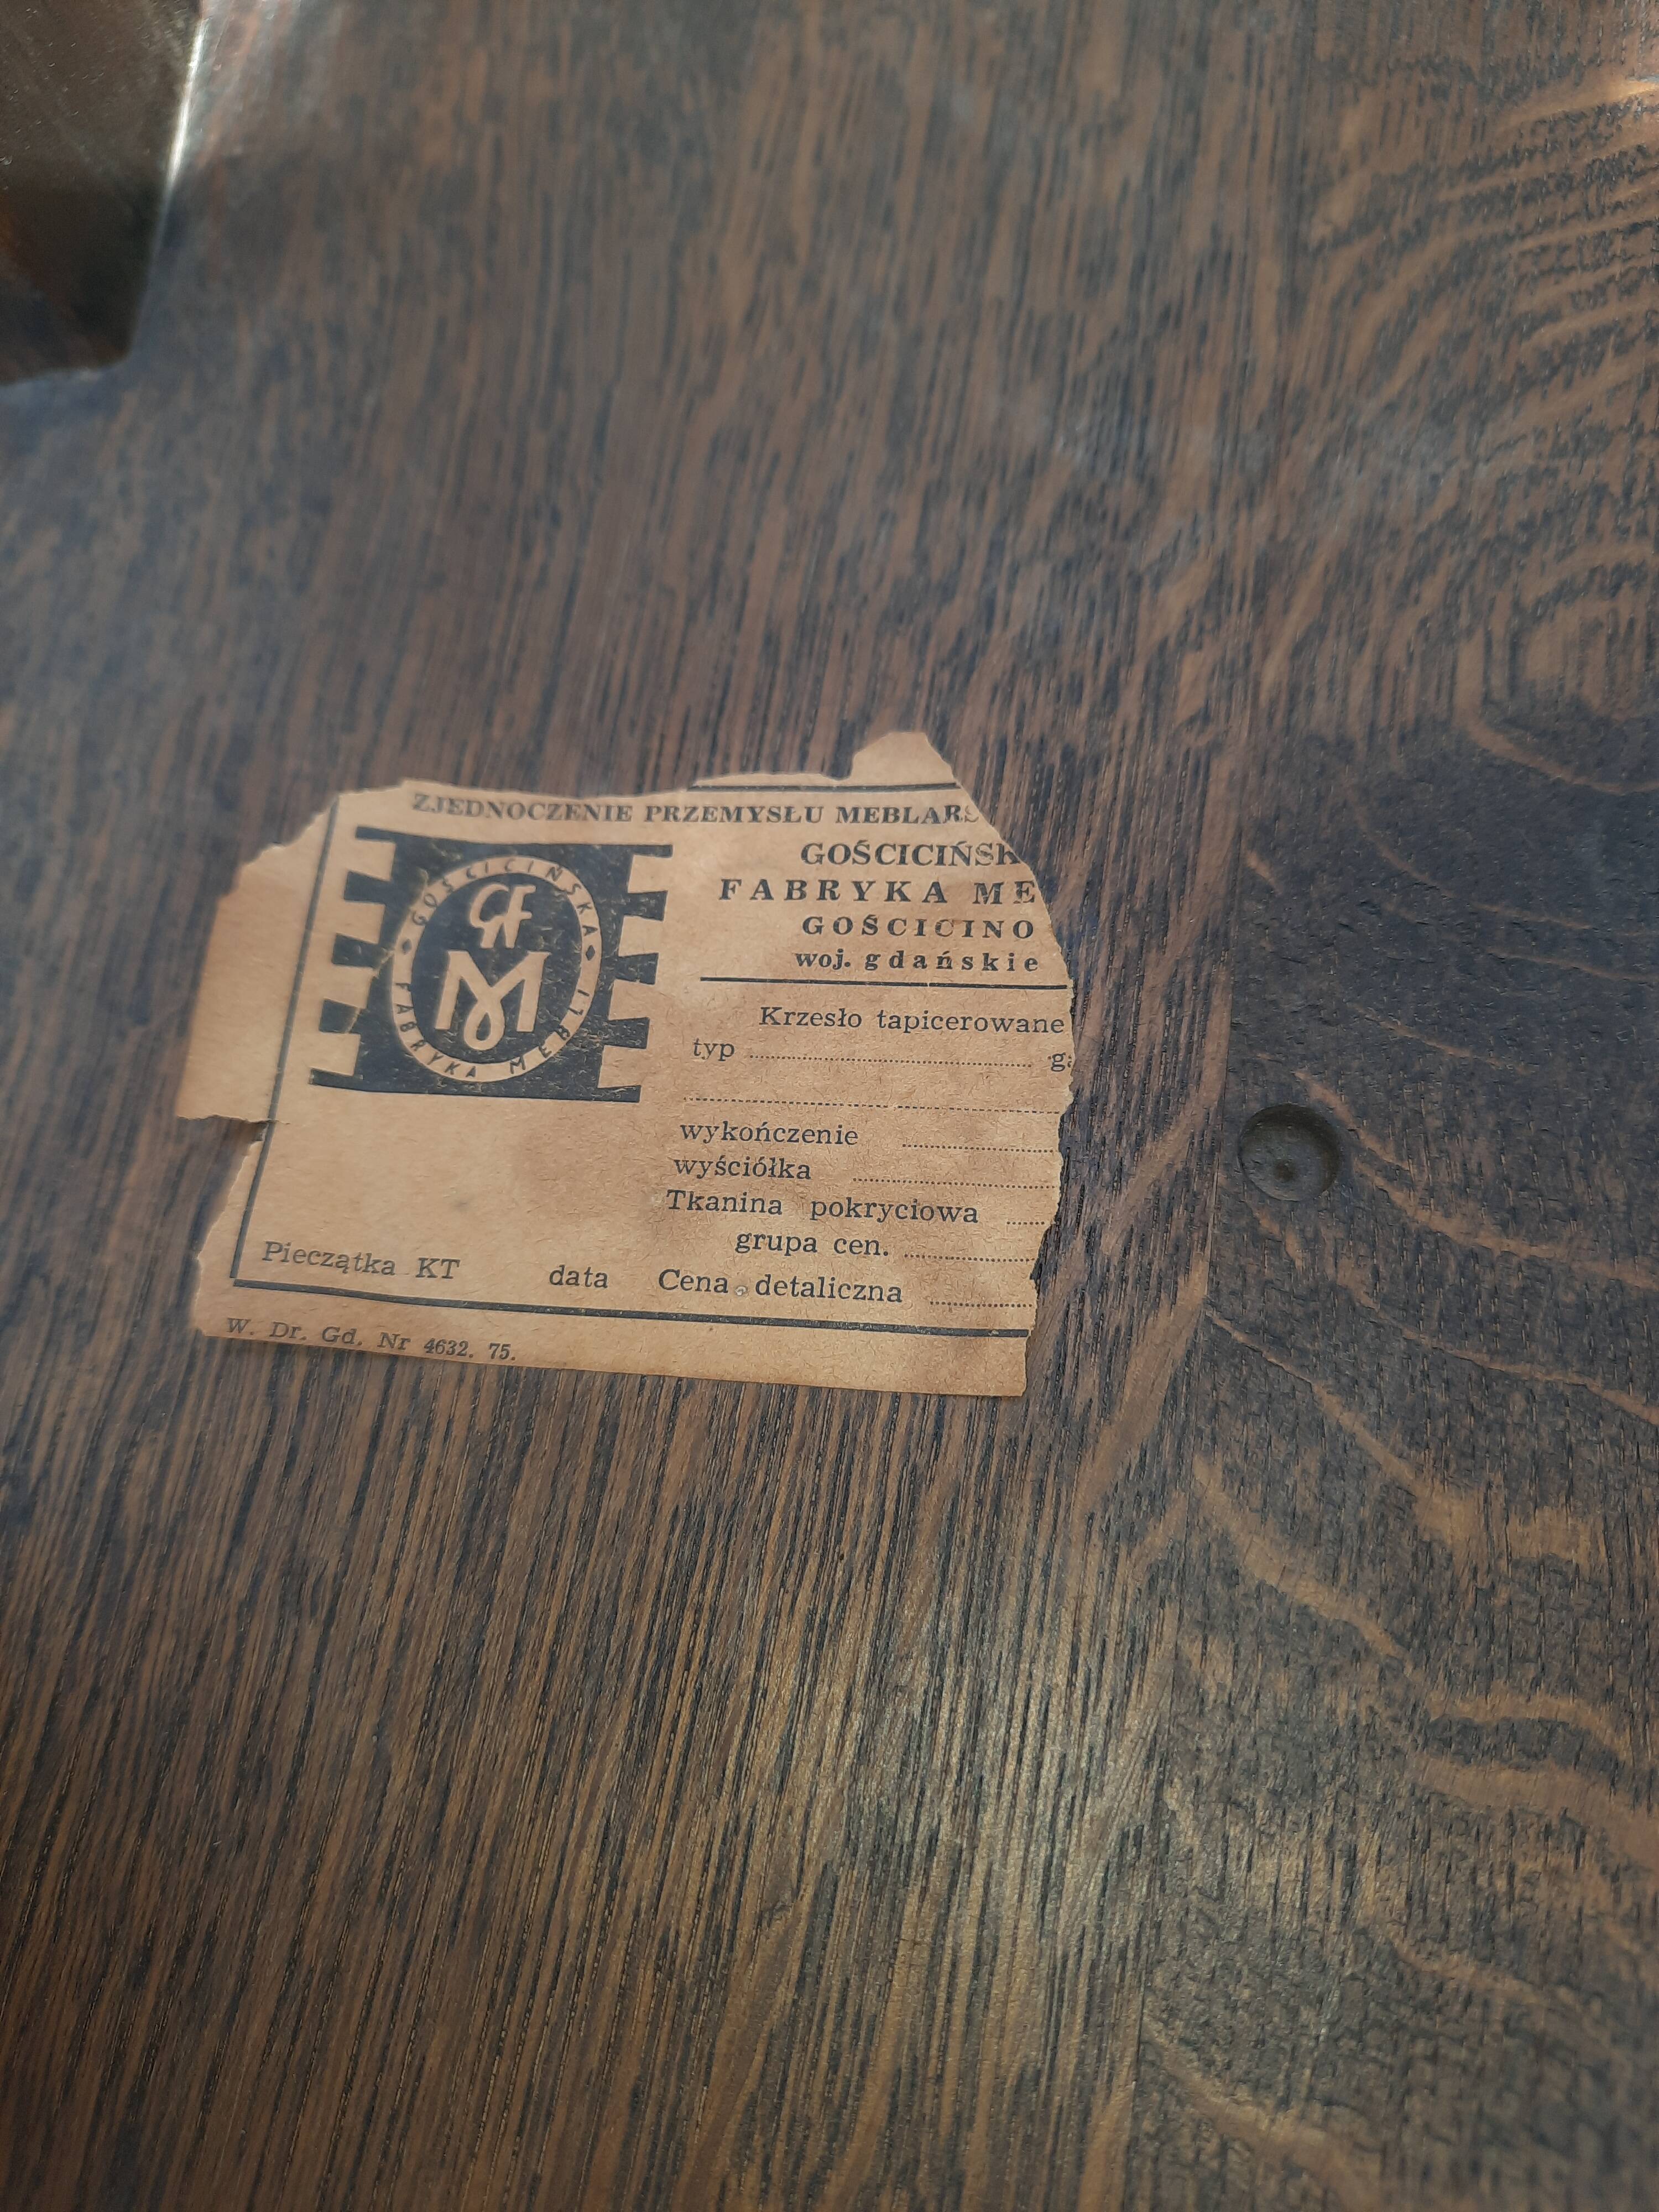 ZJEDNOCZENIE PRZEMYSŁU MEBLARS
GOŚCICIŃSK
FABRYKA ME
GOŚCICINO
woj. gdańskie
GOŚCICIŃSKA
FABRYKA MEBLI
GFM
Krzesło tapicerowane
typ ga
wykończenie
wyściółka
Tkanina pokryciowa
grupa cen.
Pieczątka KT data Cena detaliczna
W. Dr. Gd. Nr 4632. 75.